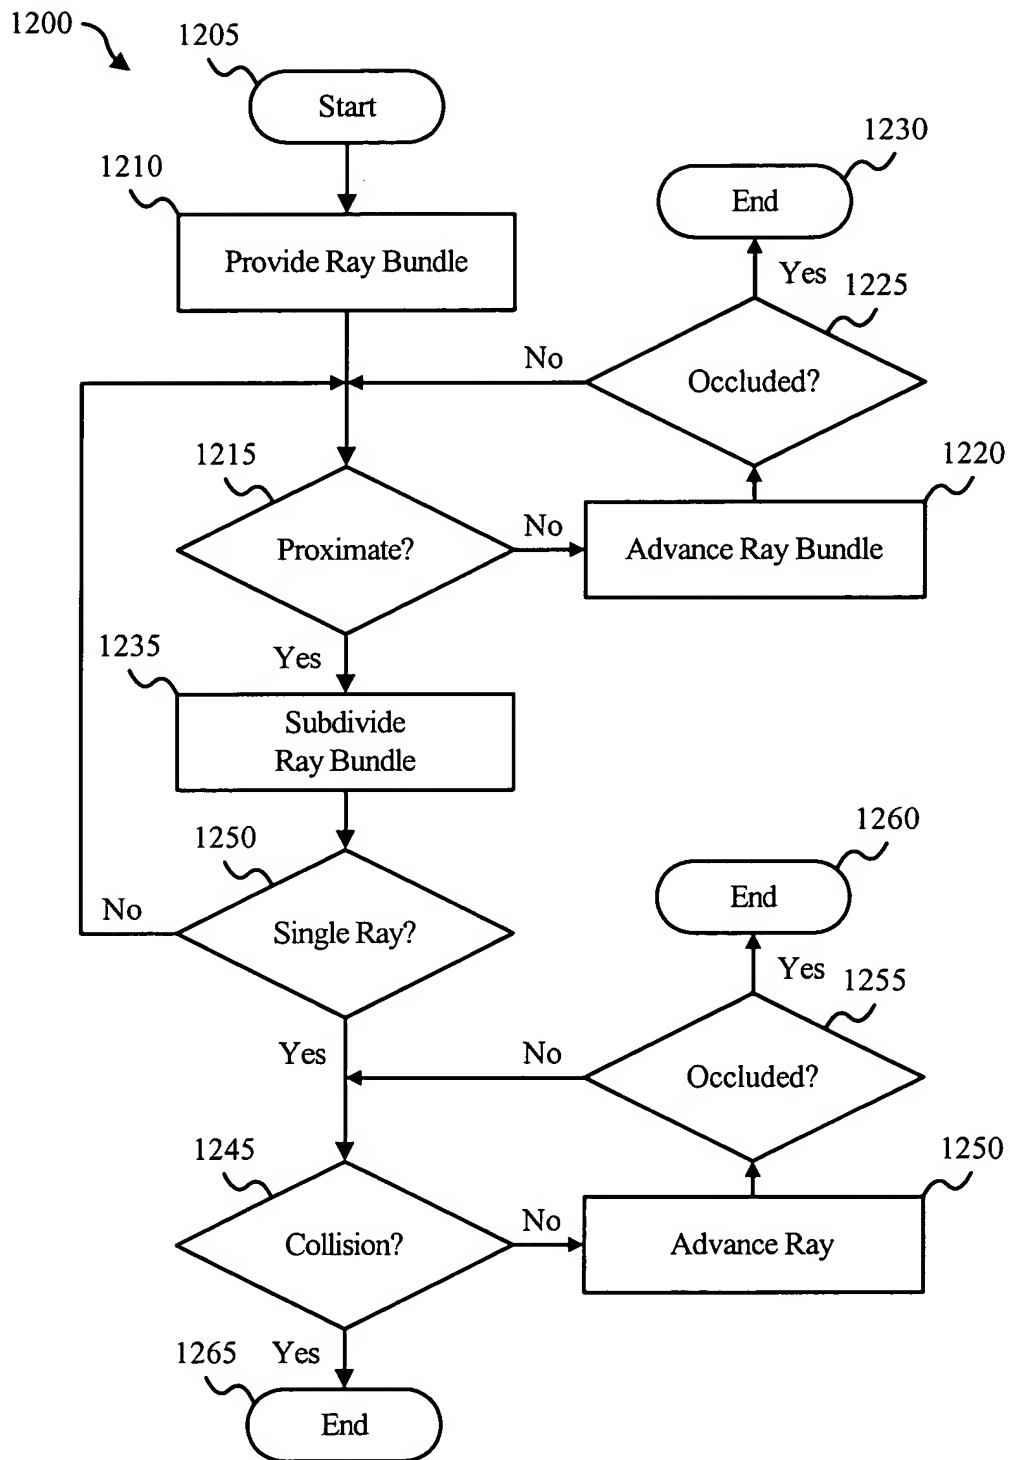 1200
1205
Start
1210
Provide Ray Bundle
1230
End
Yes
1225
Occluded?
No
1215
Proximate?
No
1220
Advance Ray Bundle
Yes
1235
Subdivide
Ray Bundle
1250
Single Ray?
No
Yes
1260
End
Yes
1255
Occluded?
No
1245
Collision?
No
1250
Advance Ray
Yes
1265
End